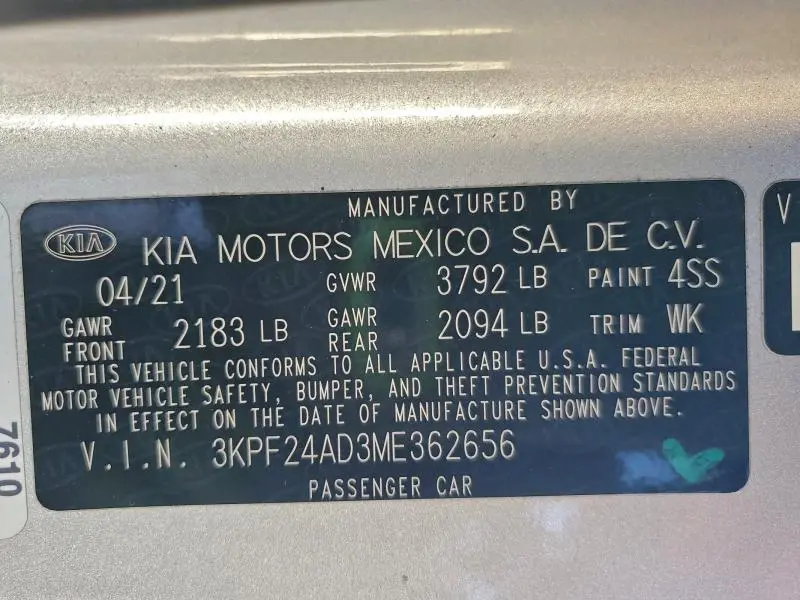 MANUFACTURED BY
KIA KIA MOTORS MEXICO S.A. DE C.V.
04/21 GVWR 3792 LB PAINT 4SS
GAWR FRONT 2183 LB GAWR REAR 2094 LB TRIM WK
THIS VEHICLE CONFORMS TO ALL APPLICABLE U.S.A. FEDERAL
MOTOR VEHICLE SAFETY, BUMPER, AND THEFT PREVENTION STANDARDS
IN EFFECT ON THE DATE OF MANUFACTURE SHOWN ABOVE.
V.I.N. 3KPF24AD3ME362656
PASSENGER CAR
7610
V